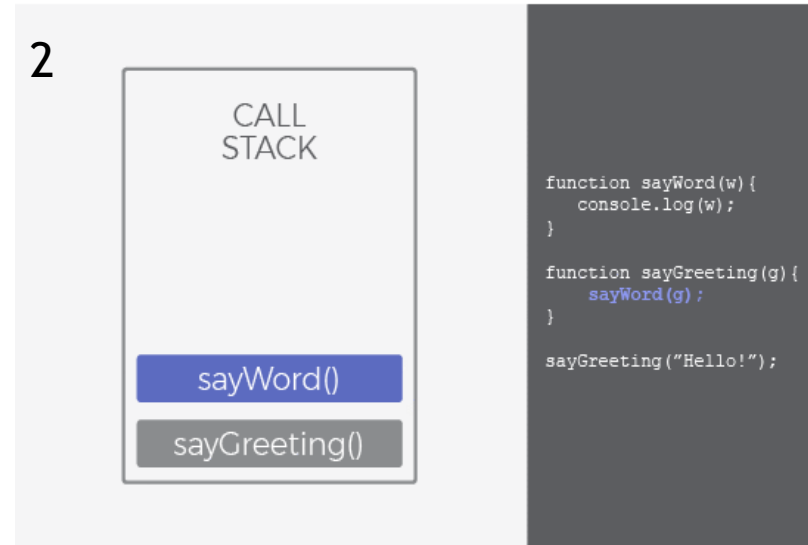 2
CALL
STACK
sayWord()
sayGreeting()
function sayWord(w){
   console.log(w);
}
function sayGreeting(g){
    sayWord(g);
}
sayGreeting(”Hello!”);